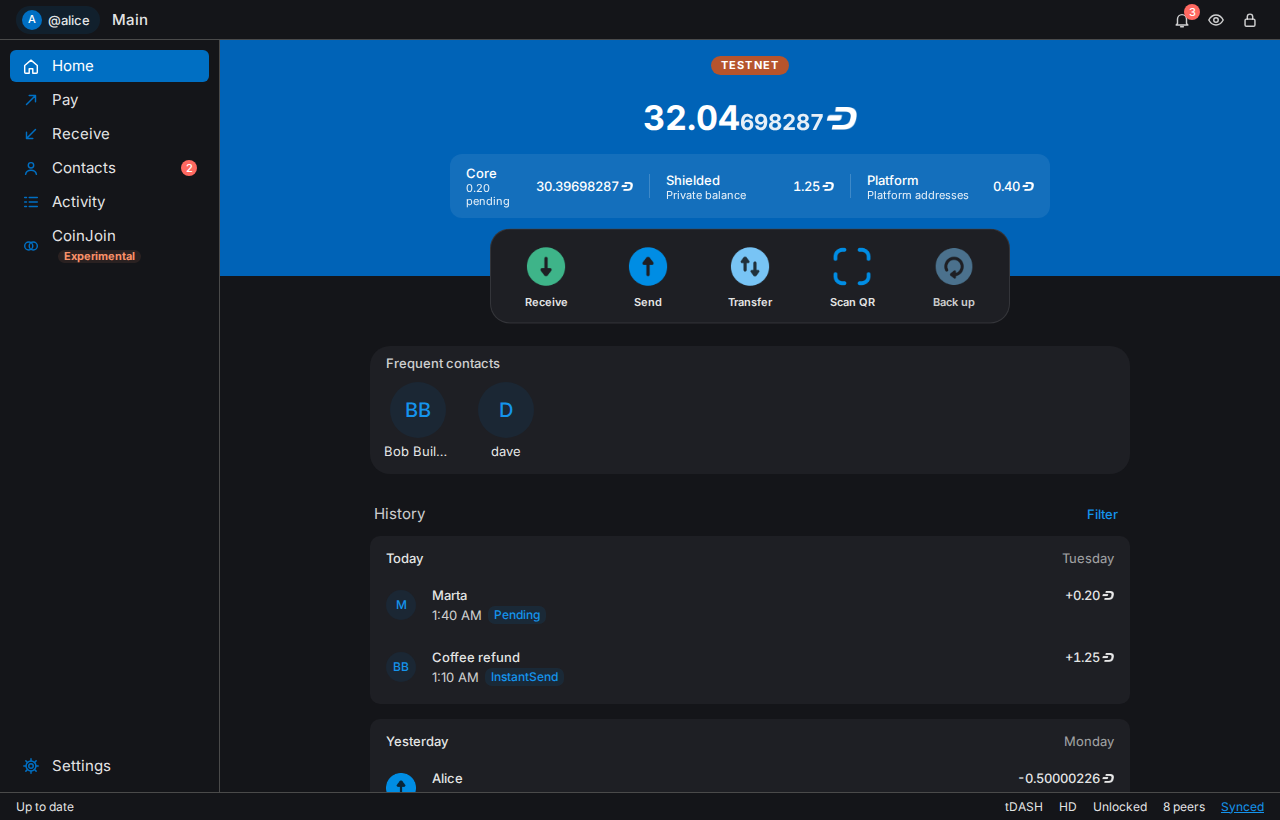 A @alice Main 3
Home
Pay
Receive
Contacts 2
Activity
CoinJoin
Experimental
Settings
TESTNET
32.04698287
Core
0.20
pending
30.39698287
Shielded
Private balance
1.25
Platform
Platform addresses
0.40
Receive Send Transfer Scan QR Back up
Frequent contacts
BB D
Bob Buil... dave
History Filter
Today Tuesday
M Marta +0.20
1:40 AM Pending
BB Coffee refund +1.25
1:10 AM InstantSend
Yesterday Monday
Alice -0.50000226
Up to date tDASH HD Unlocked 8 peers Synced